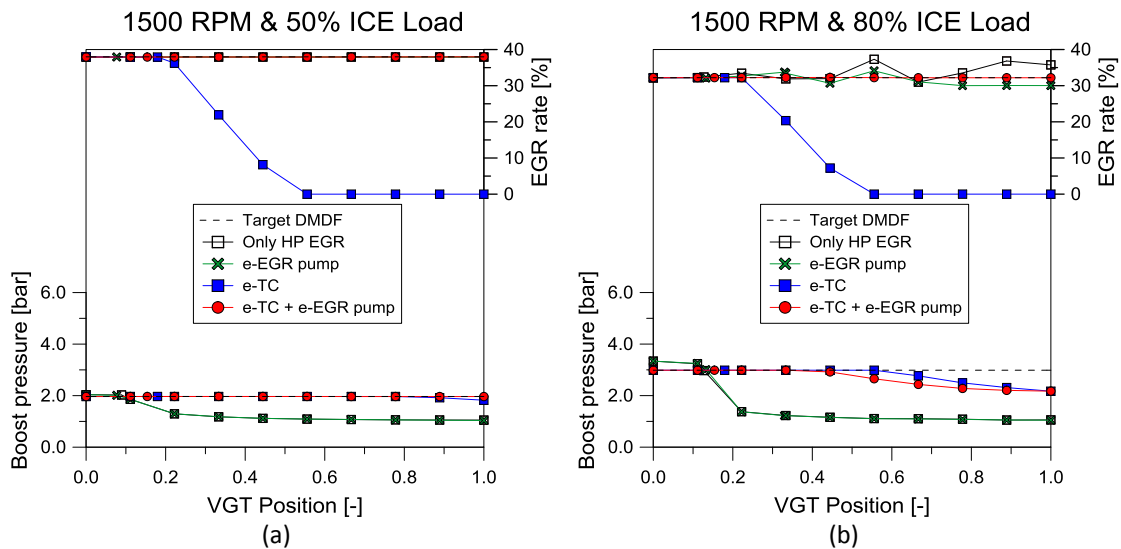 1500 RPM & 50% ICE Load
40
30
20
10
0
EGR rate [%]
Target DMDF
Only HP EGR
e-EGR pump
e-TC
e-TC + e-EGR pump
6.0
4.0
2.0
0.0
Boost pressure [bar]
0.0 0.2 0.4 0.6 0.8 1.0
VGT Position [-]
(a)
1500 RPM & 80% ICE Load
40
30
20
10
0
EGR rate [%]
Target DMDF
Only HP EGR
e-EGR pump
e-TC
e-TC + e-EGR pump
6.0
4.0
2.0
0.0
Boost pressure [bar]
0.0 0.2 0.4 0.6 0.8 1.0
VGT Position [-]
(b)